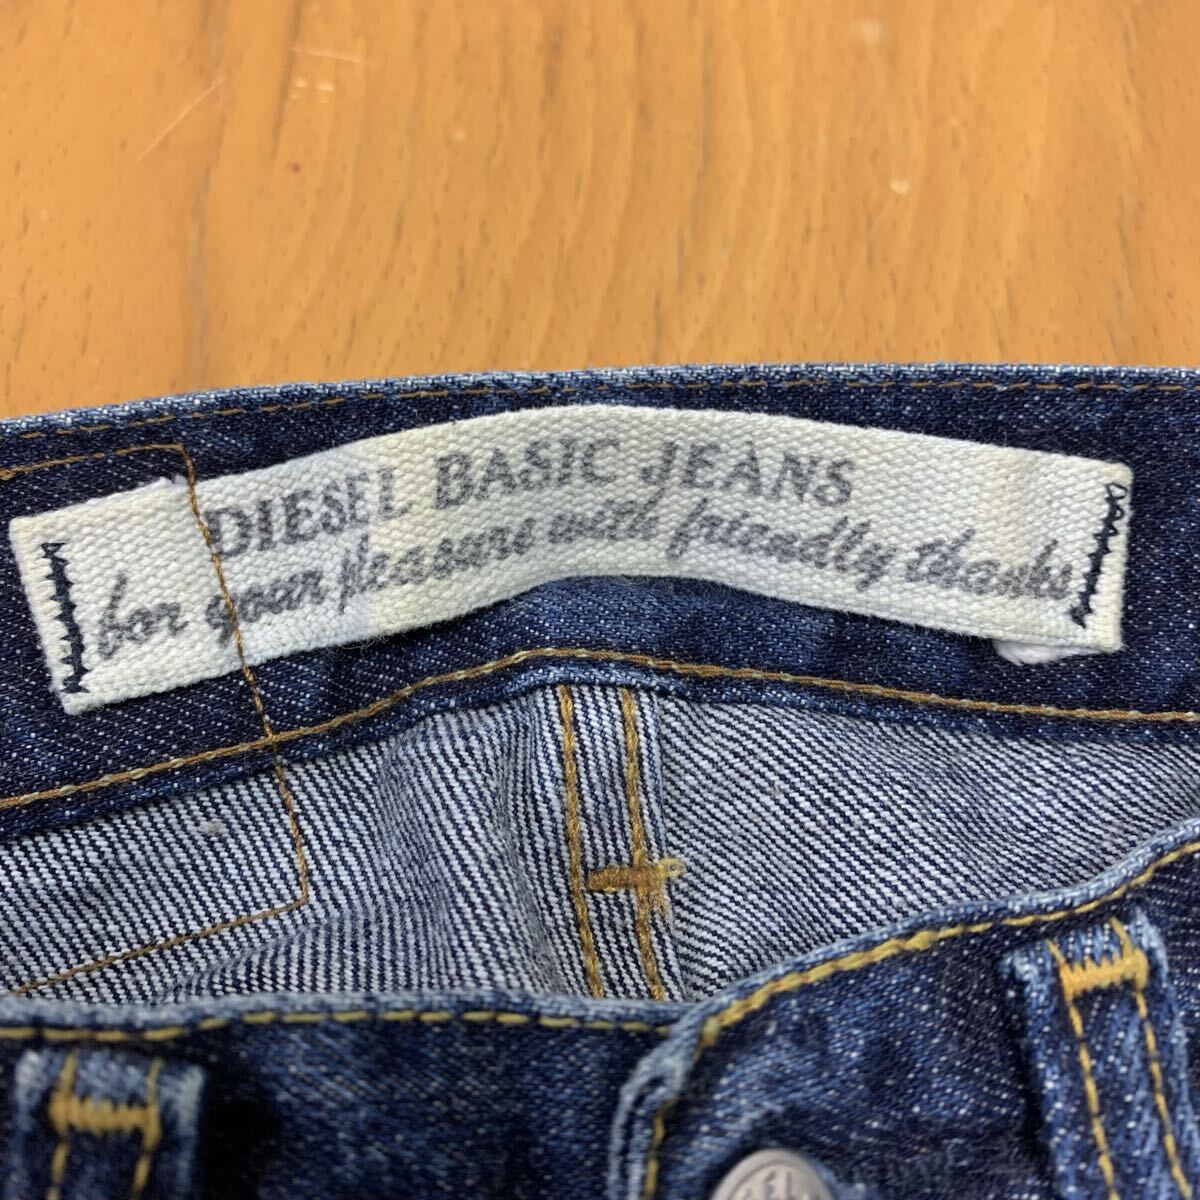 DIESEL BASIC JEANS
for your pleasure with friendly thanks